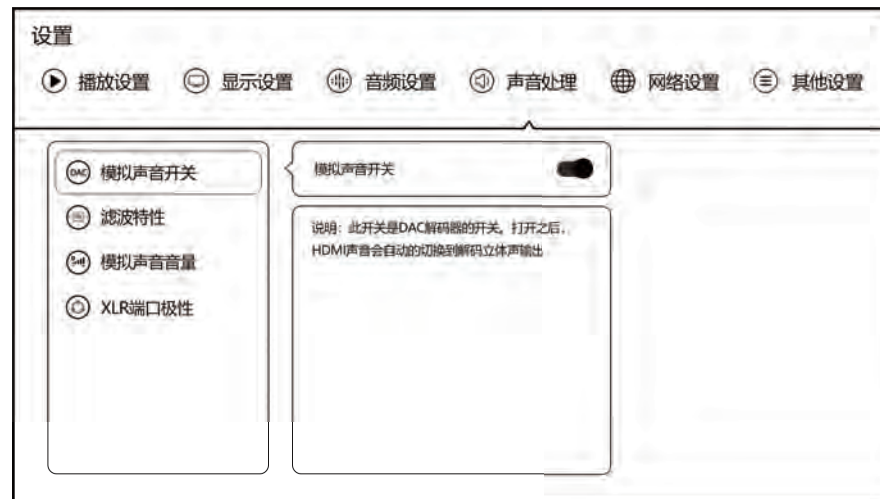 设置
播放设置 显示设置 音频设置 声音处理 网络设置 其他设置
DAC 模拟声音开关
滤波特性
模拟声音音量
XLR端口极性
模拟声音开关
说明：此开关是DAC解码器的开关，打开之后，
HDMI声音会自动的切换到解码立体声输出